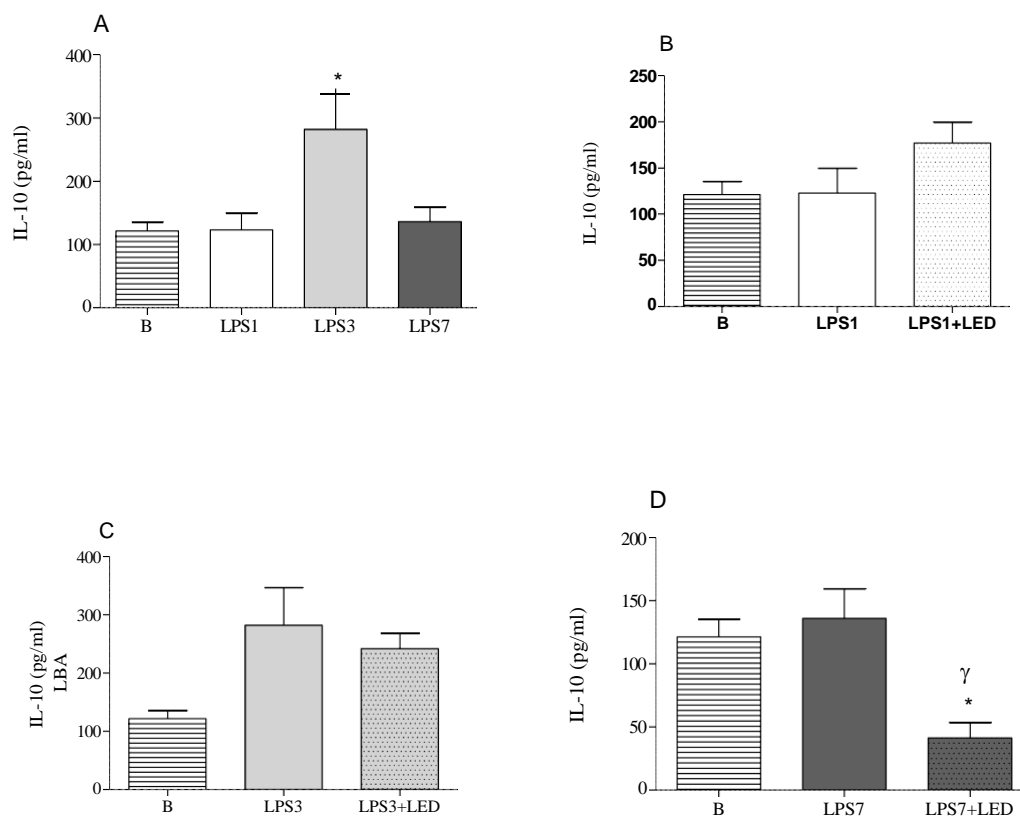 A
IL-10 (pg/ml)
400
300
200
100
0
*
B LPS1 LPS3 LPS7
B
IL-10 (pg/ml)
250
200
150
100
50
0
B LPS1 LPS1+LED
C
IL-10 (pg/ml)
LBA
400
300
200
100
0
B LPS3 LPS3+LED
D
IL-10 (pg/ml)
200
150
100
50
0
γ
*
B LPS7 LPS7+LED